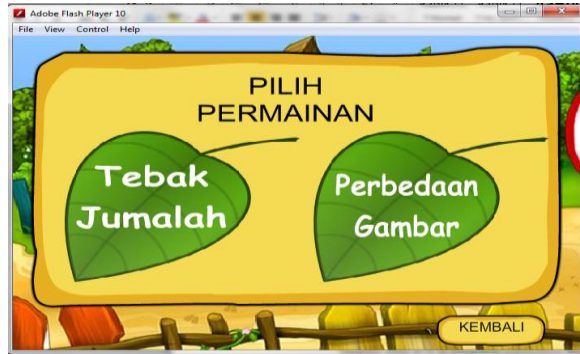 Adobe Flash Player 10
File View Control Help
PILIH
PERMAINAN
Tebak
Jumalah
Perbedaan
Gambar
KEMBALI